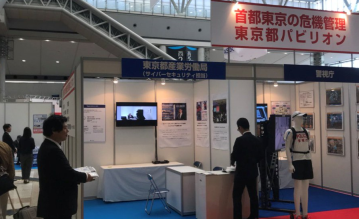 首都東京の危機管理
東京都パビリオン
東京都産業労働局
(サイバーセキュリティ関係)
警視庁